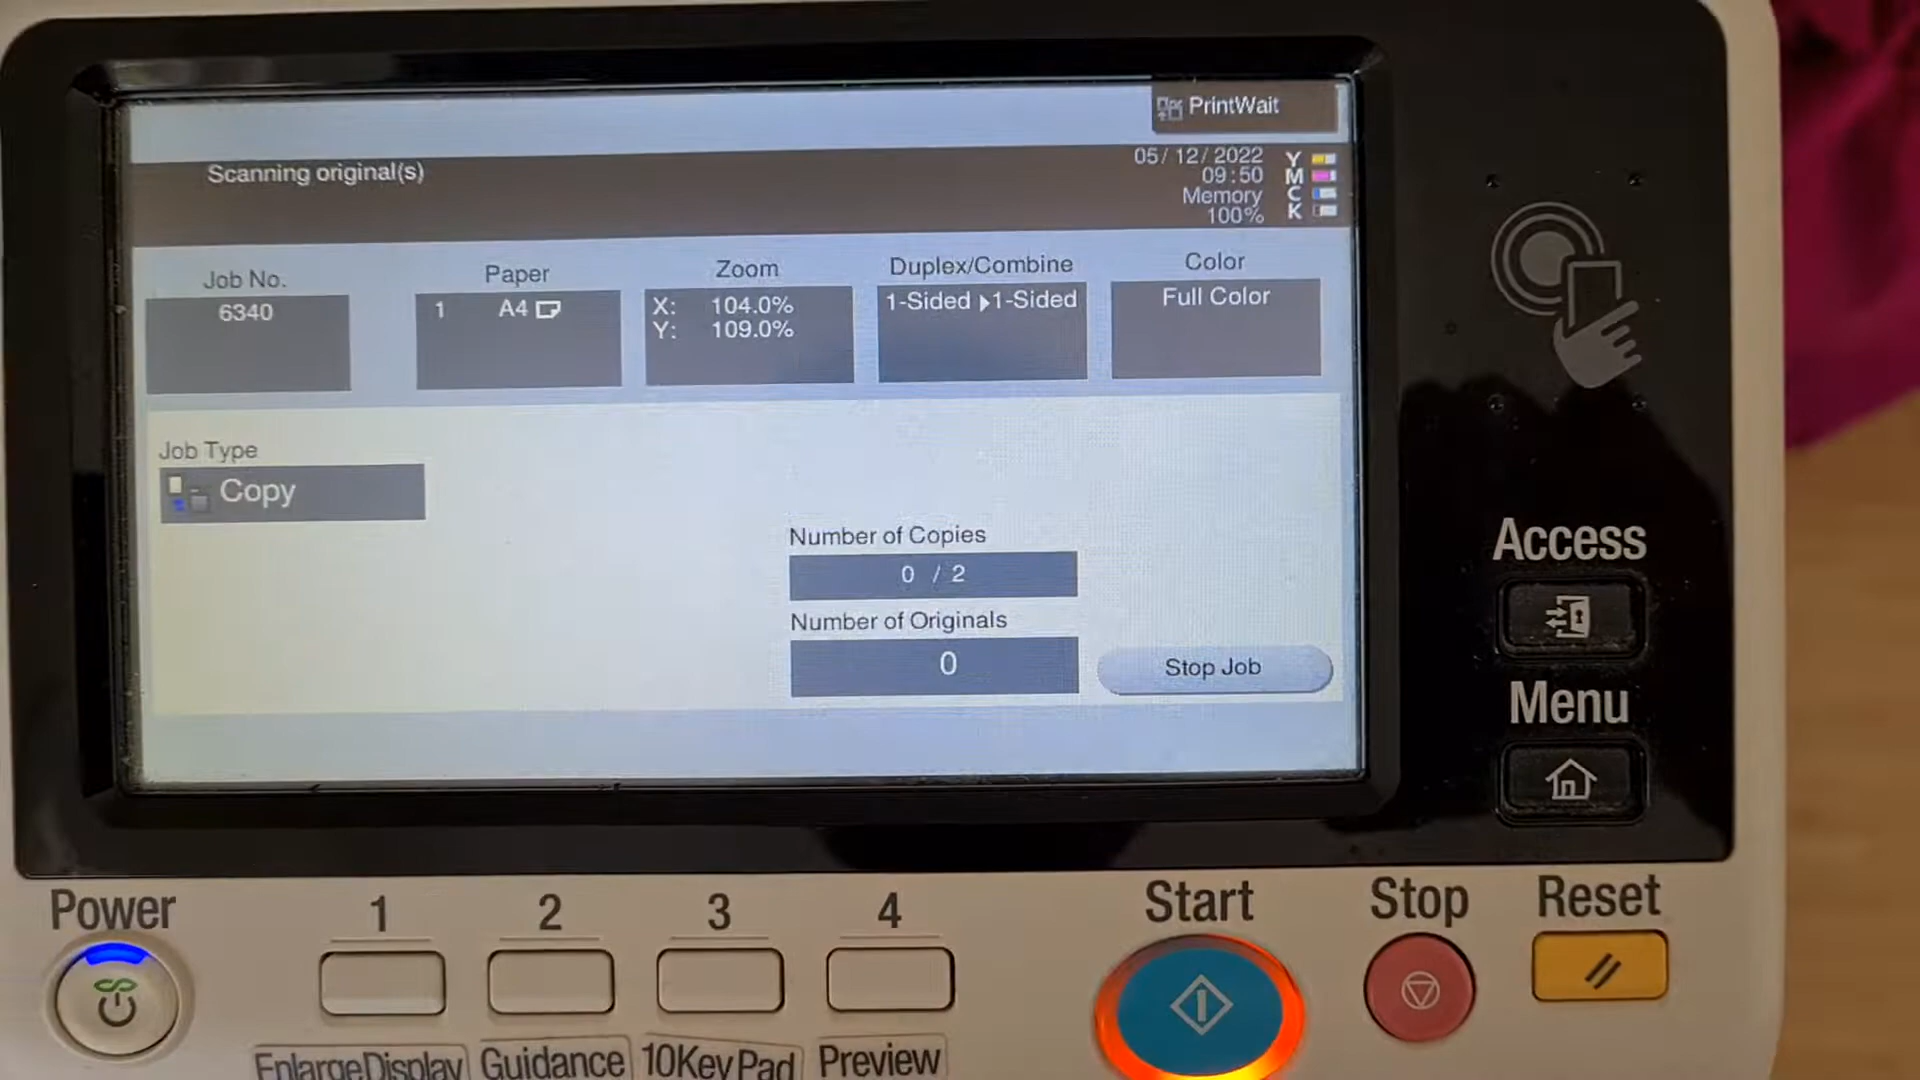 PrintWait
Scanning original(s)
05/12/2022
09:50
Memory
100%
Y
M
C
K
Job No.
6340
Paper
1 A4
Zoom
X: 104.0%
Y: 109.0%
Duplex/Combine
1-Sided ▶1-Sided
Color
Full Color
Job Type
Copy
Number of Copies
0 / 2
Number of Originals
0
Stop Job
Access
Menu
Power
1
2
3
4
Start
Stop
Reset
EnlargeDisplay
Guidance
10KeyPad
Preview